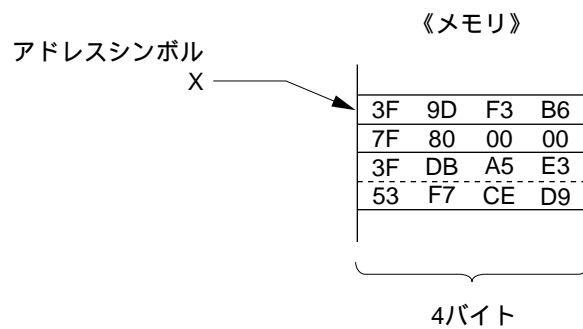 《メモリ》
アドレスシンボル
X
3F 9D F3 B6
7F 80 00 00
3F DB A5 E3
53 F7 CE D9
4バイト